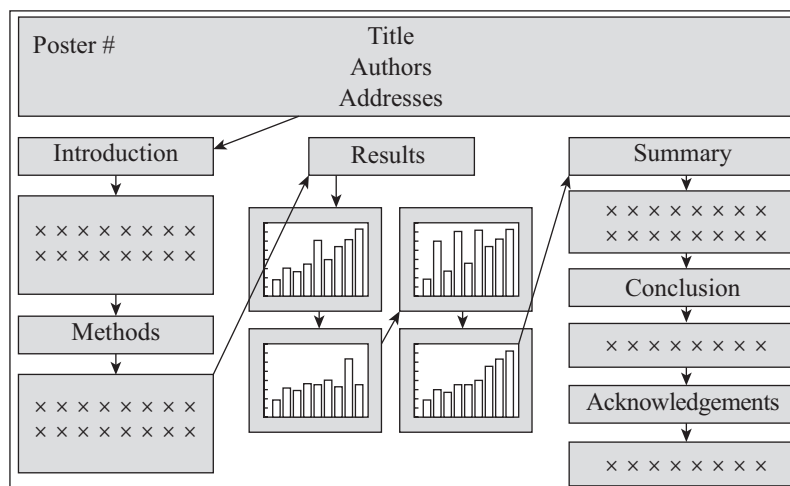 Poster #
Title
Authors
Addresses
Introduction
× × × × × × × ×
× × × × × × × ×
Methods
× × × × × × × ×
× × × × × × × ×
Results
Summary
× × × × × × × ×
× × × × × × × ×
Conclusion
× × × × × × × ×
Acknowledgements
× × × × × × × ×